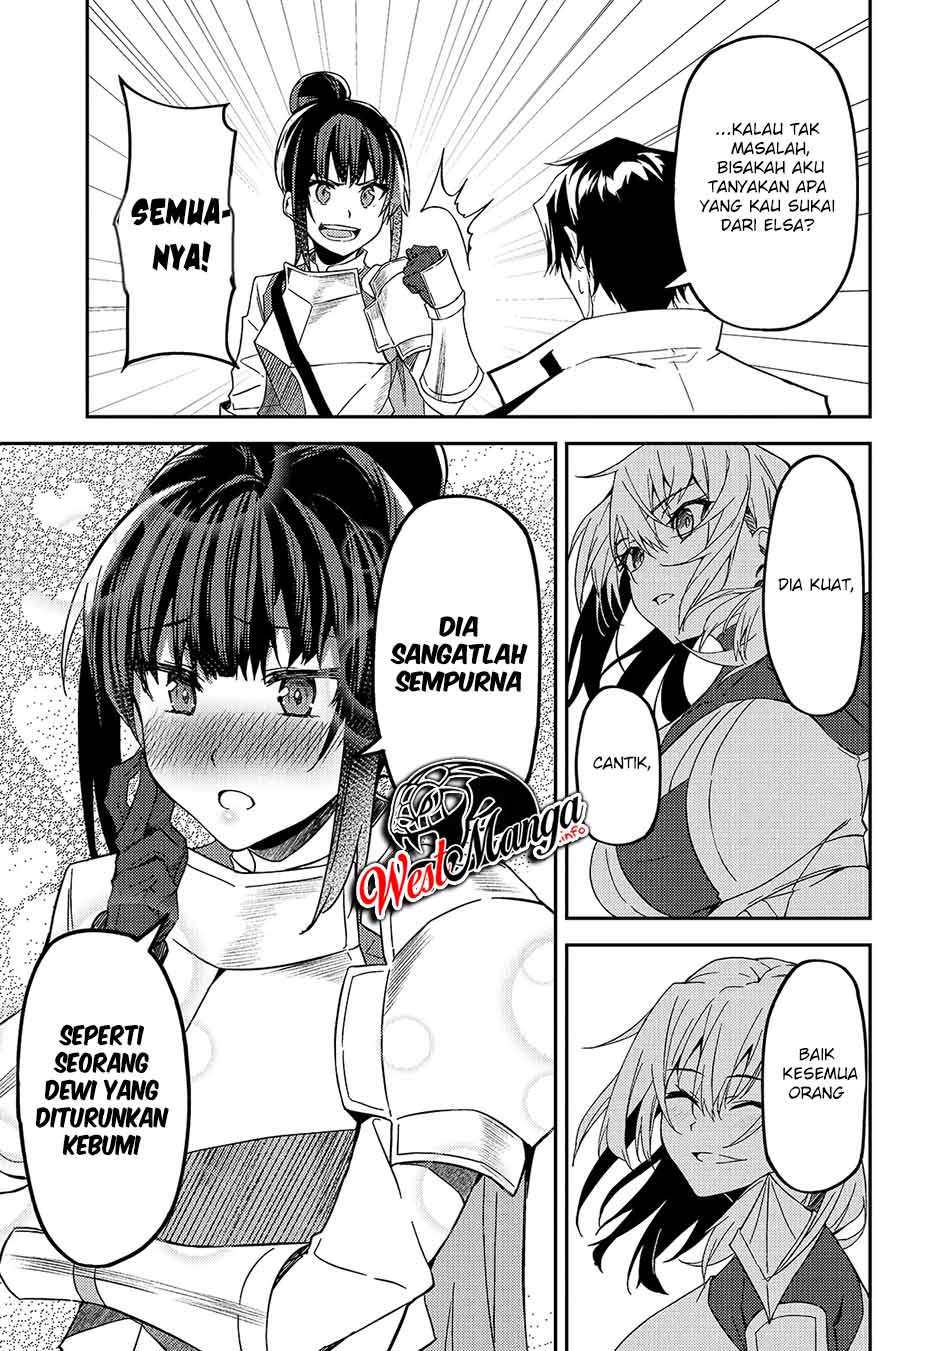 ...KALAU TAK
MASALAH,
BISAKAH AKU
TANYAKAN APA
YANG KAU SUKAI
DARI ELSA?
SEMUA-
NYA!
DIA KUAT,
CANTIK,
BAIK
KESEMUA
ORANG
DIA
SANGATLAH
SEMPURNA
SEPERTI
SEORANG
DEWI YANG
DITURUNKAN
KEBUMI
WestManga
.info